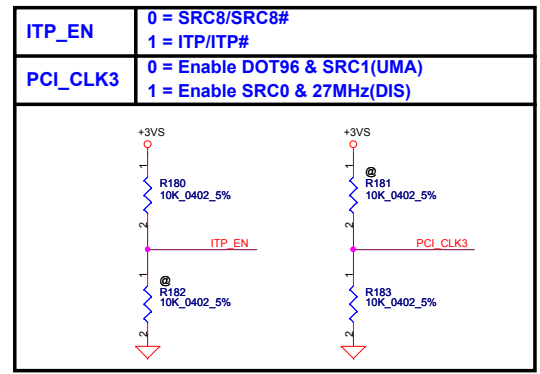 ITP_EN
0 = SRC8/SRC8#
1 = ITP/ITP#
PCI_CLK3
0 = Enable DOT96 & SRC1(UMA)
1 = Enable SRC0 & 27MHz(DIS)
+3VS
+3VS
1
1
@
R180
10K_0402_5%
R181
10K_0402_5%
2
2
ITP_EN
PCI_CLK3
1
1
@
R182
10K_0402_5%
R183
10K_0402_5%
2
2